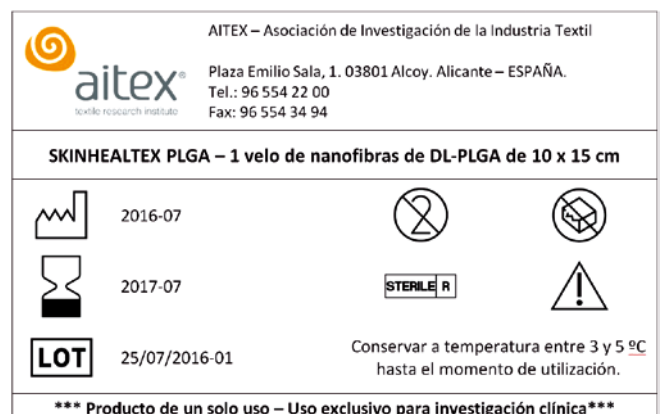 AITEX – Asociación de Investigación de la Industria Textil
aitex
textile research institute
Plaza Emilio Sala, 1. 03801 Alcoy. Alicante – ESPAÑA.
Tel.: 96 554 22 00
Fax: 96 554 34 94
SKINHEALTEX PLGA – 1 velo de nanofibras de DL-PLGA de 10 x 15 cm
2016-07
2
2017-07
STERILE R
!
LOT
25/07/2016-01
Conservar a temperatura entre 3 y 5 ºC
hasta el momento de utilización.
*** Producto de un solo uso – Uso exclusivo para investigación clínica***